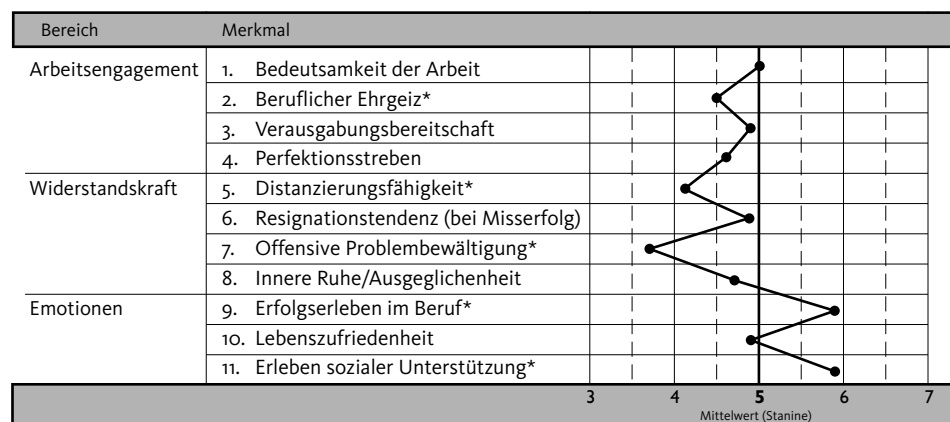 Bereich Merkmal
Arbeitsengagement 1. Bedeutsamkeit der Arbeit
2. Beruflicher Ehrgeiz*
3. Verausgabungsbereitschaft
4. Perfektionsstreben
Widerstandskraft 5. Distanzierungsfähigkeit*
6. Resignationstendenz (bei Misserfolg)
7. Offensive Problembewältigung*
8. Innere Ruhe/Ausgeglichenheit
Emotionen 9. Erfolgserleben im Beruf*
10. Lebenszufriedenheit
11. Erleben sozialer Unterstützung*
3 4 5 6 7
Mittelwert (Stanine)